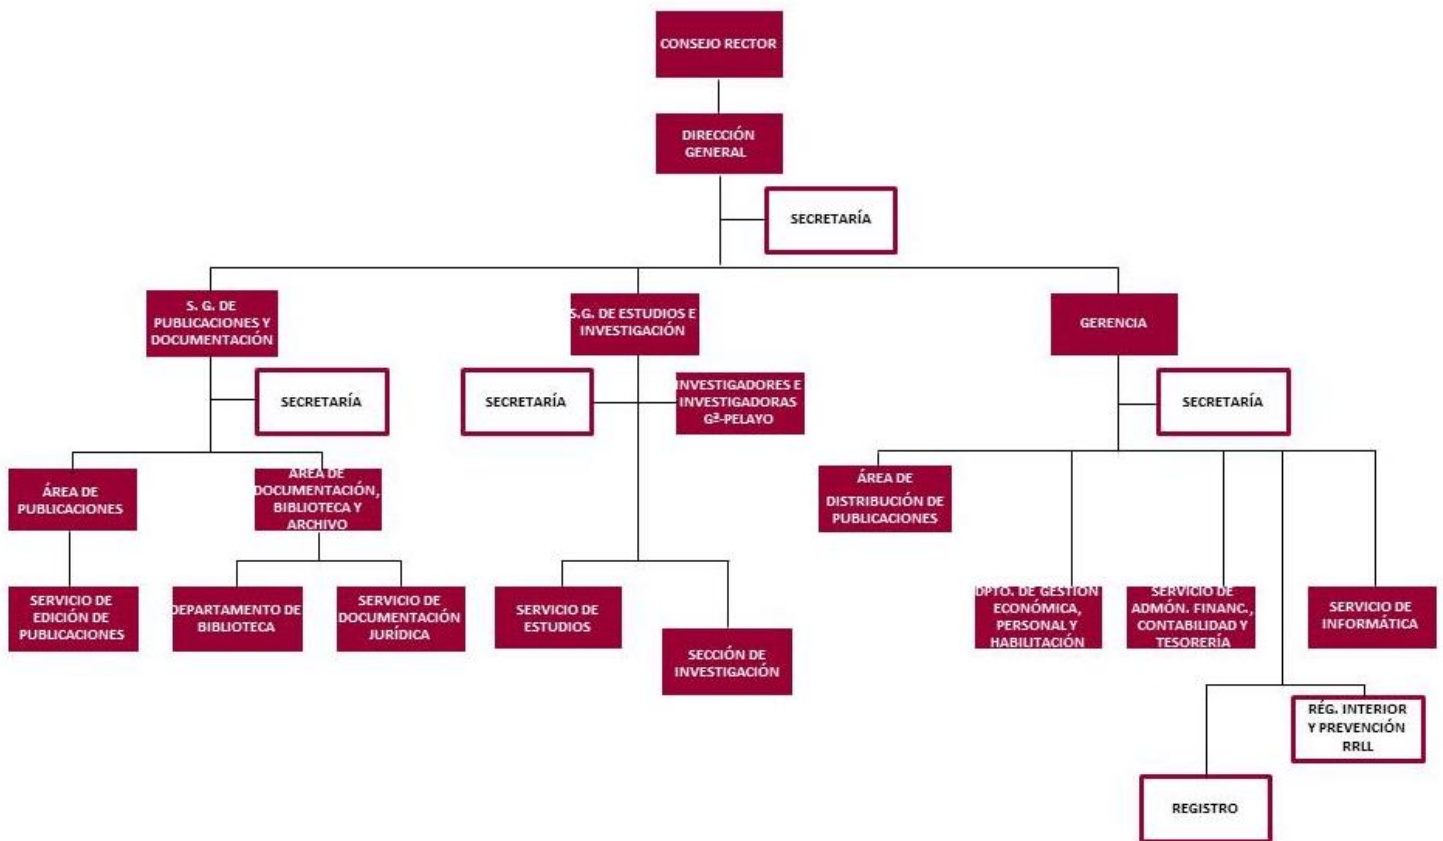 CONSEJO RECTOR
DIRECCIÓN
GENERAL
SECRETARÍA
S. G. DE
PUBLICACIONES Y
DOCUMENTACIÓN
S.G. DE ESTUDIOS E
INVESTIGACIÓN
GERENCIA
SECRETARÍA
SECRETARÍA
INVESTIGADORES E
INVESTIGADORAS
Gª-PELAYO
SECRETARÍA
ÁREA DE
PUBLICACIONES
ÁREA DE
DOCUMENTACIÓN,
BIBLIOTECA Y
ARCHIVO
ÁREA DE
DISTRIBUCIÓN DE
PUBLICACIONES
SERVICIO DE
EDICIÓN DE
PUBLICACIONES
DEPARTAMENTO DE
BIBLIOTECA
SERVICIO DE
DOCUMENTACIÓN
JURÍDICA
SERVICIO DE
ESTUDIOS
SECCIÓN DE
INVESTIGACIÓN
DPTO. DE GESTIÓN
ECONÓMICA,
PERSONAL Y
HABILITACIÓN
SERVICIO DE
ADMÓN. FINANC.,
CONTABILIDAD Y
TESORERÍA
SERVICIO DE
INFORMÁTICA
RÉG. INTERIOR
Y PREVENCIÓN
RRLL
REGISTRO